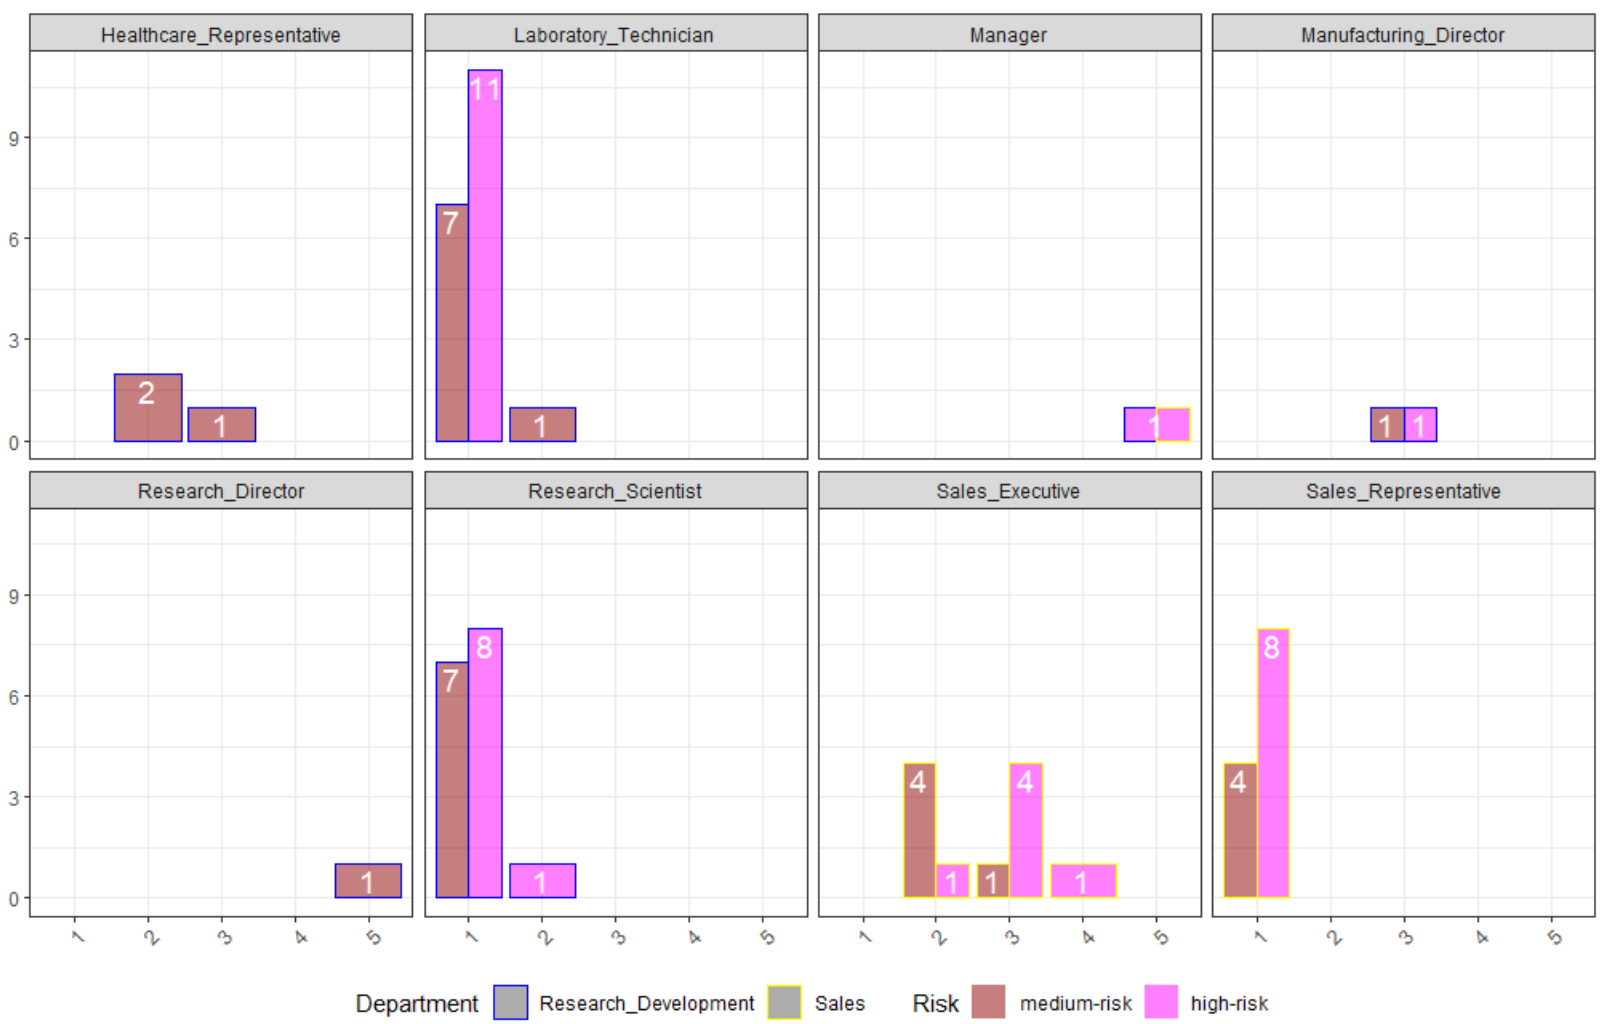 Healthcare_Representative Laboratory_Technician Manager Manufacturing_Director
11
9
7
6
3
2
1 1 1 1 1
0
Research_Director Research_Scientist Sales_Executive Sales_Representative
9
8 8
7
6
4 4 4
3
1 1 1 1 1
0
1 2 3 4 5 1 2 3 4 5 1 2 3 4 5 1 2 3 4 5
Department Research_Development Sales Risk medium-risk high-risk